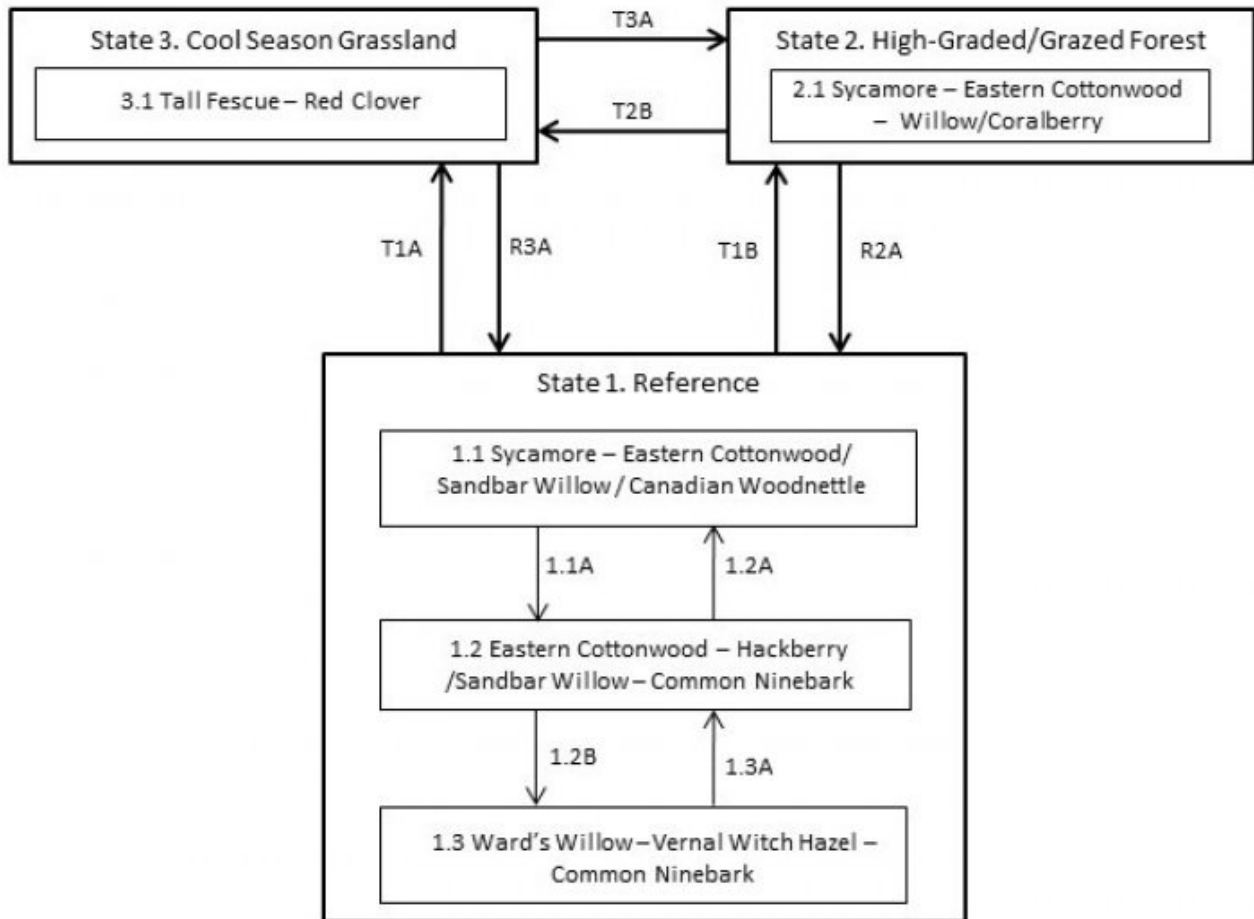 State 3. Cool Season Grassland
3.1 Tall Fescue – Red Clover
T3A
T2B
State 2. High-Graded/Grazed Forest
2.1 Sycamore – Eastern Cottonwood
– Willow/Coralberry
T1A
R3A
T1B
R2A
State 1. Reference
1.1 Sycamore – Eastern Cottonwood/
Sandbar Willow / Canadian Woodnettle
1.1A
1.2A
1.2 Eastern Cottonwood – Hackberry
/Sandbar Willow – Common Ninebark
1.2B
1.3A
1.3 Ward's Willow – Vernal Witch Hazel –
Common Ninebark